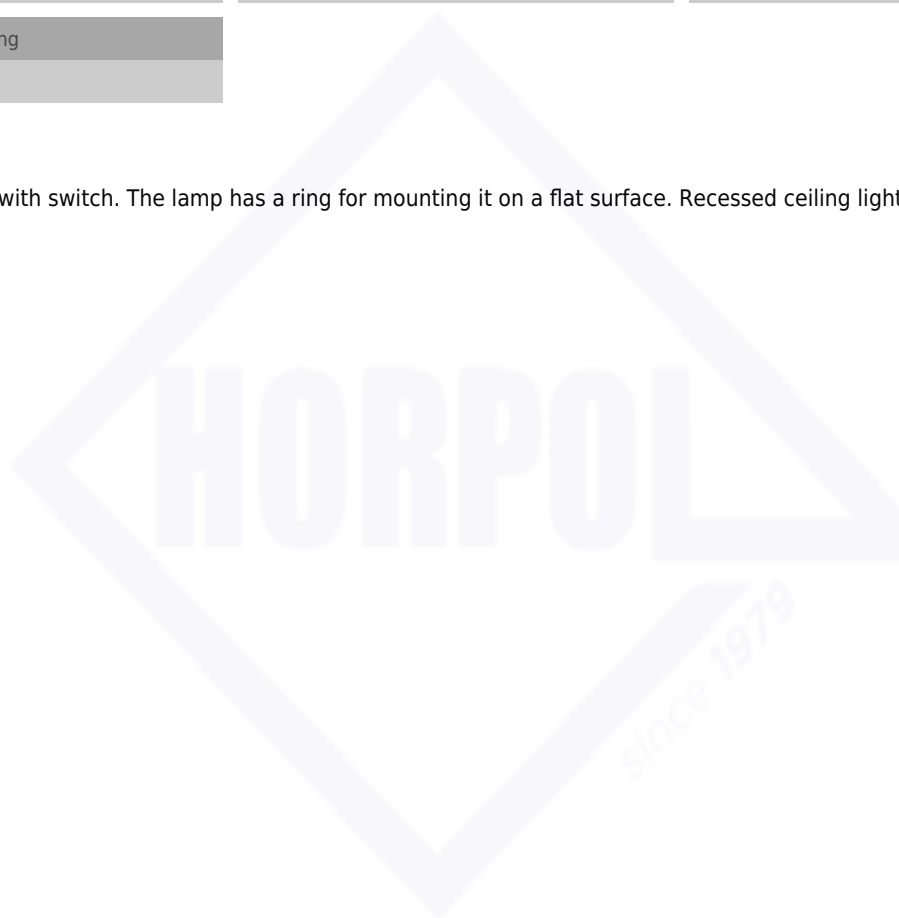 ng
with switch. The lamp has a ring for mounting it on a flat surface. Recessed ceiling light
HORPOL
since 1979